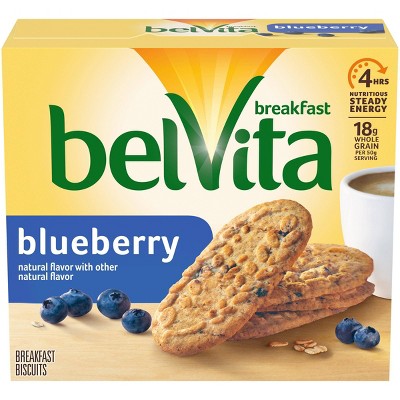 breakfast
belVita
4 HRS
NUTRITIOUS
STEADY
ENERGY
18g
WHOLE
GRAIN
PER 50g
SERVING
blueberry
natural flavor with other
natural flavor
BREAKFAST
BISCUITS